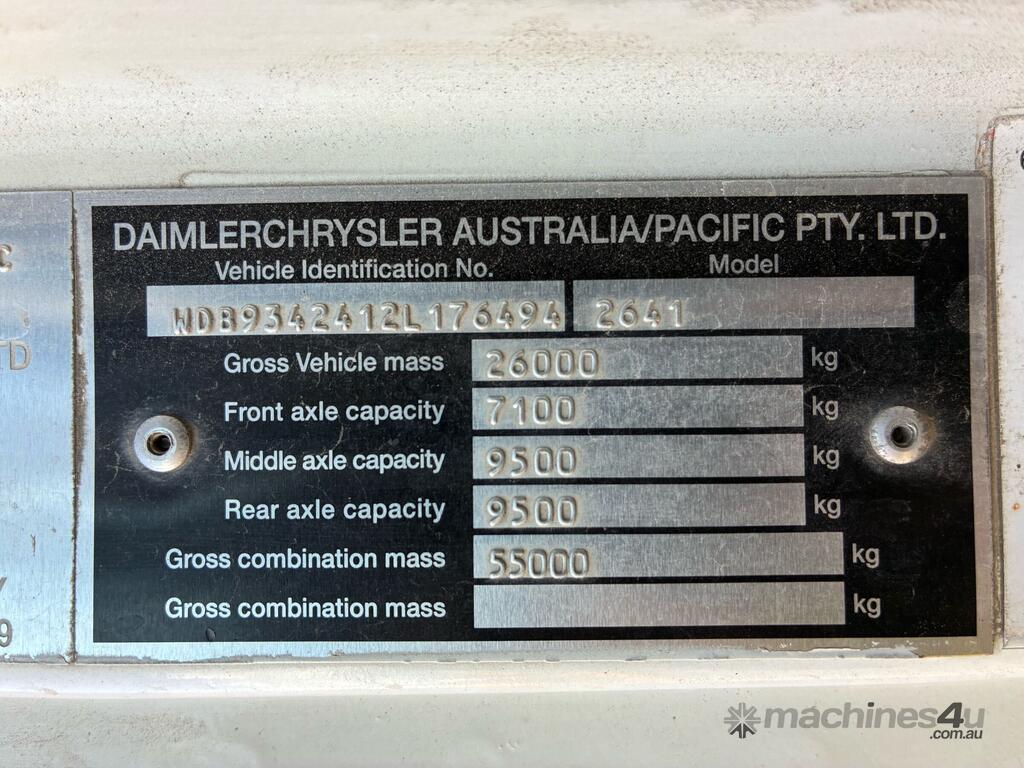 DAIMLERCHRYSLER AUSTRALIA/PACIFIC PTY. LTD.
Vehicle Identification No. Model
WDB9342412L176494 2641
Gross Vehicle mass 26000 kg
Front axle capacity 7100 kg
Middle axle capacity 9500 kg
Rear axle capacity 9500 kg
Gross combination mass 55000 kg
Gross combination mass kg
machines4u
.com.au